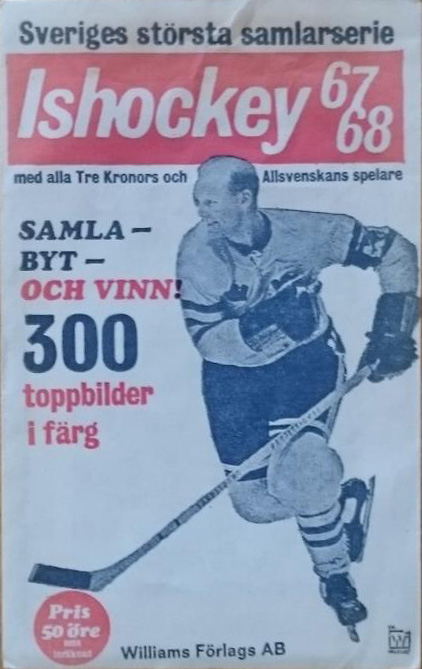 Sveriges största samlarserie
Ishockey 67
68
med alla Tre Kronors och Allsvenskans spelare
SAMLA –
BYT –
OCH VINN!
300
toppbilder
i färg
Pris
50 öre
Williams Förlags AB